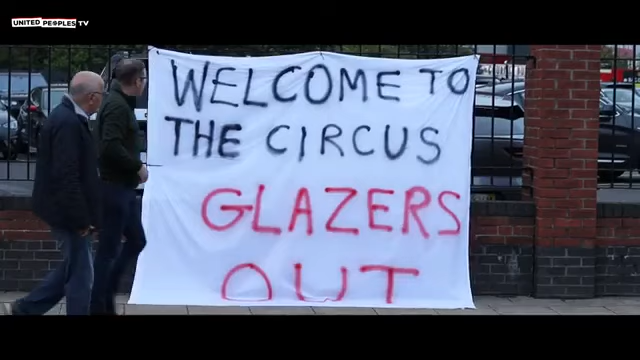 UNITED PEOPLES TV
WELCOME TO
THE CIRCUS
GLAZERS
OUT